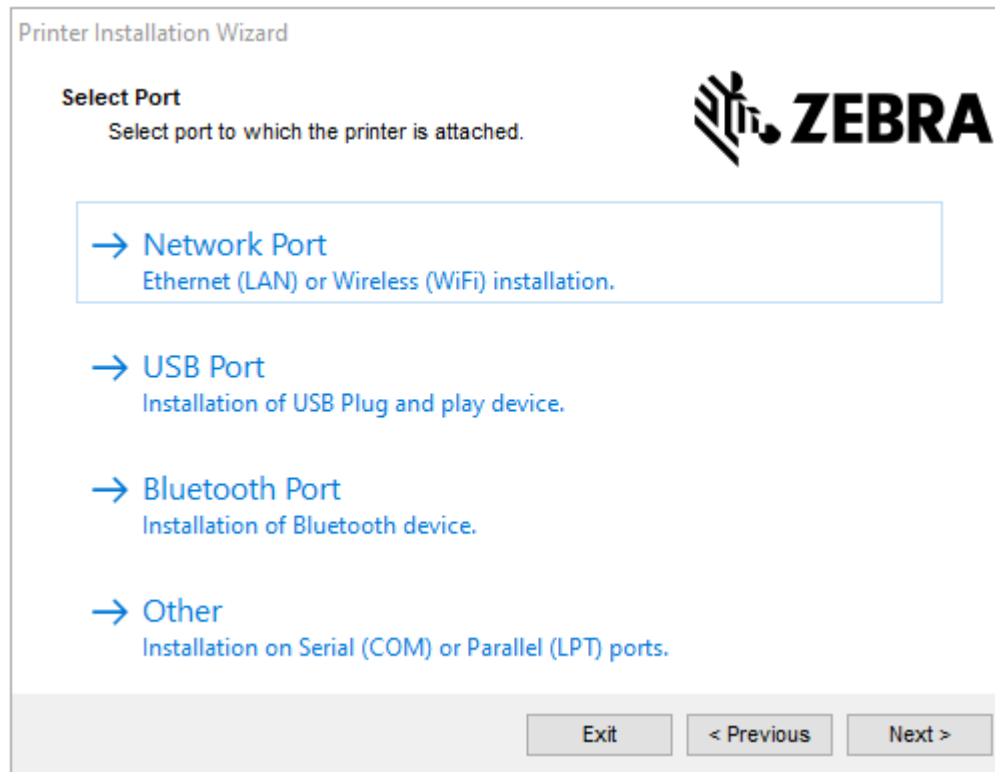 Printer Installation Wizard
Select Port
Select port to which the printer is attached.
ZEBRA
Network Port
Ethernet (LAN) or Wireless (WiFi) installation.
USB Port
Installation of USB Plug and play device.
Bluetooth Port
Installation of Bluetooth device.
Other
Installation on Serial (COM) or Parallel (LPT) ports.
Exit
< Previous
Next >